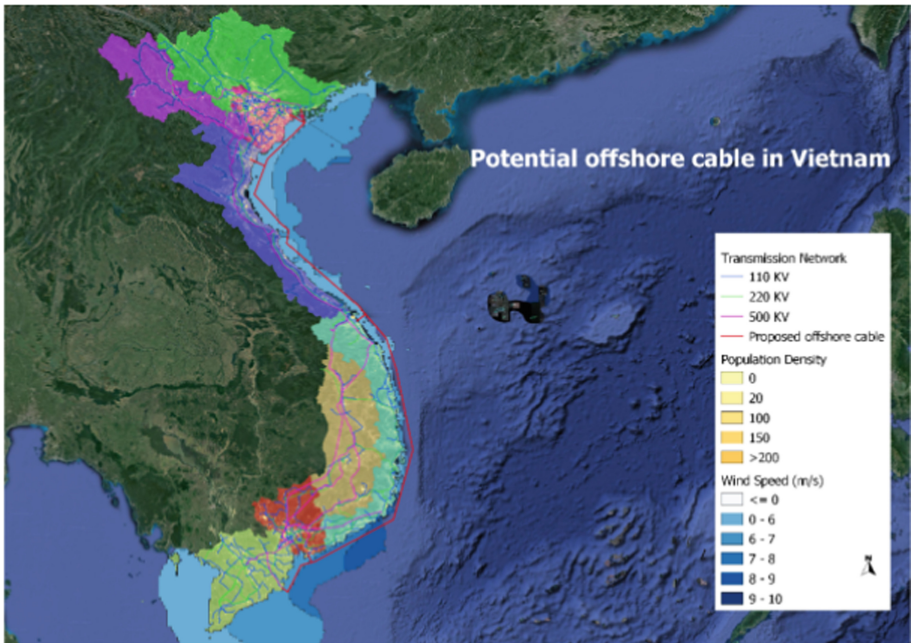 Potential offshore cable in Vietnam
Transmission Network
110 KV
220 KV
500 KV
Proposed offshore cable
Population Density
0
20
100
150
>200
Wind Speed (m/s)
<= 0
0 - 6
6 - 7
7 - 8
8 - 9
9 - 10
N